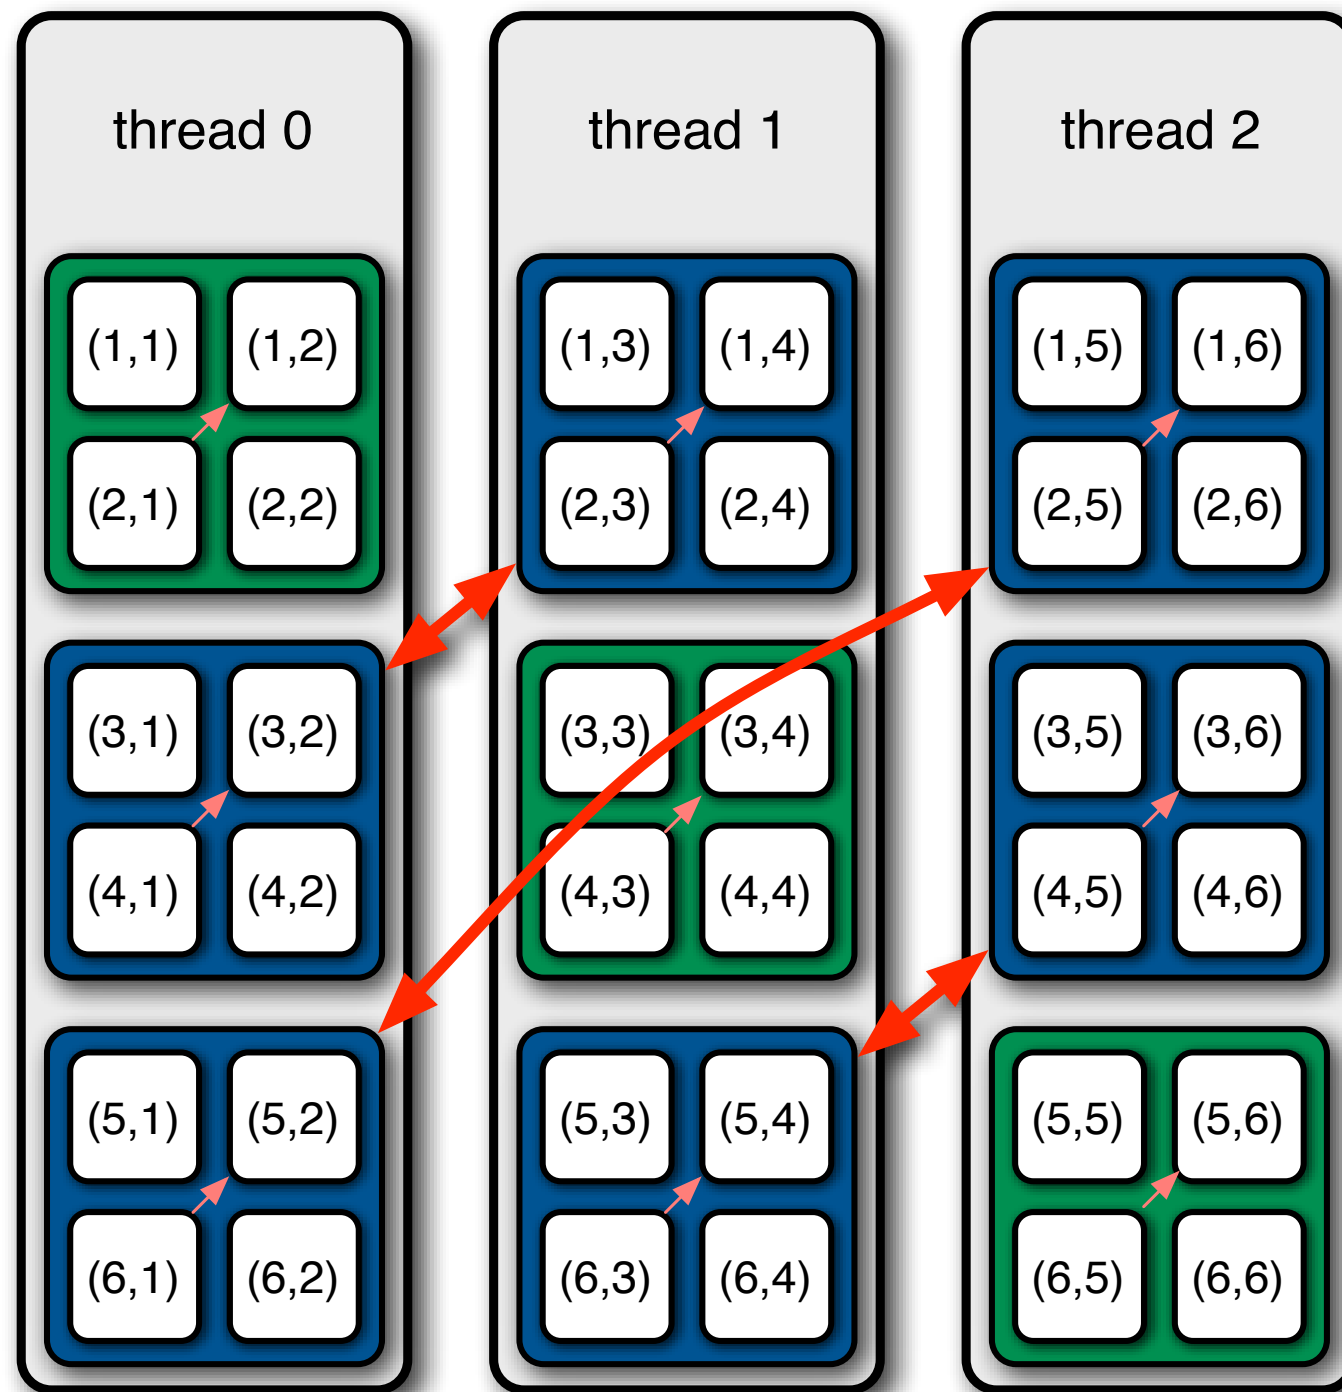 thread 0 thread 1 thread 2
(1,1) (1,2) (1,3) (1,4) (1,5) (1,6)
(2,1) (2,2) (2,3) (2,4) (2,5) (2,6)
(3,1) (3,2) (3,3) (3,4) (3,5) (3,6)
(4,1) (4,2) (4,3) (4,4) (4,5) (4,6)
(5,1) (5,2) (5,3) (5,4) (5,5) (5,6)
(6,1) (6,2) (6,3) (6,4) (6,5) (6,6)